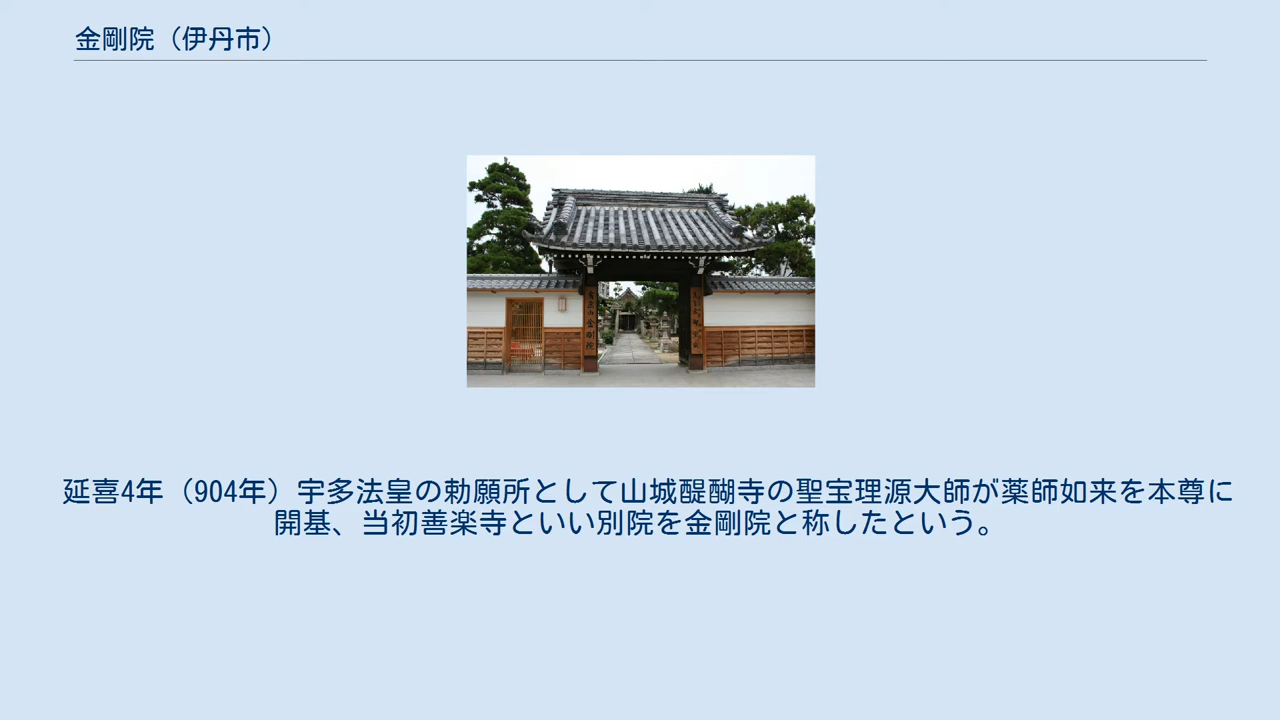 金剛院（伊丹市）
金剛院
延喜4年（904年）宇多法皇の勅願所として山城醍醐寺の聖宝理源大師が薬師如来を本尊に
開基、当初善楽寺といい別院を金剛院と称したという。